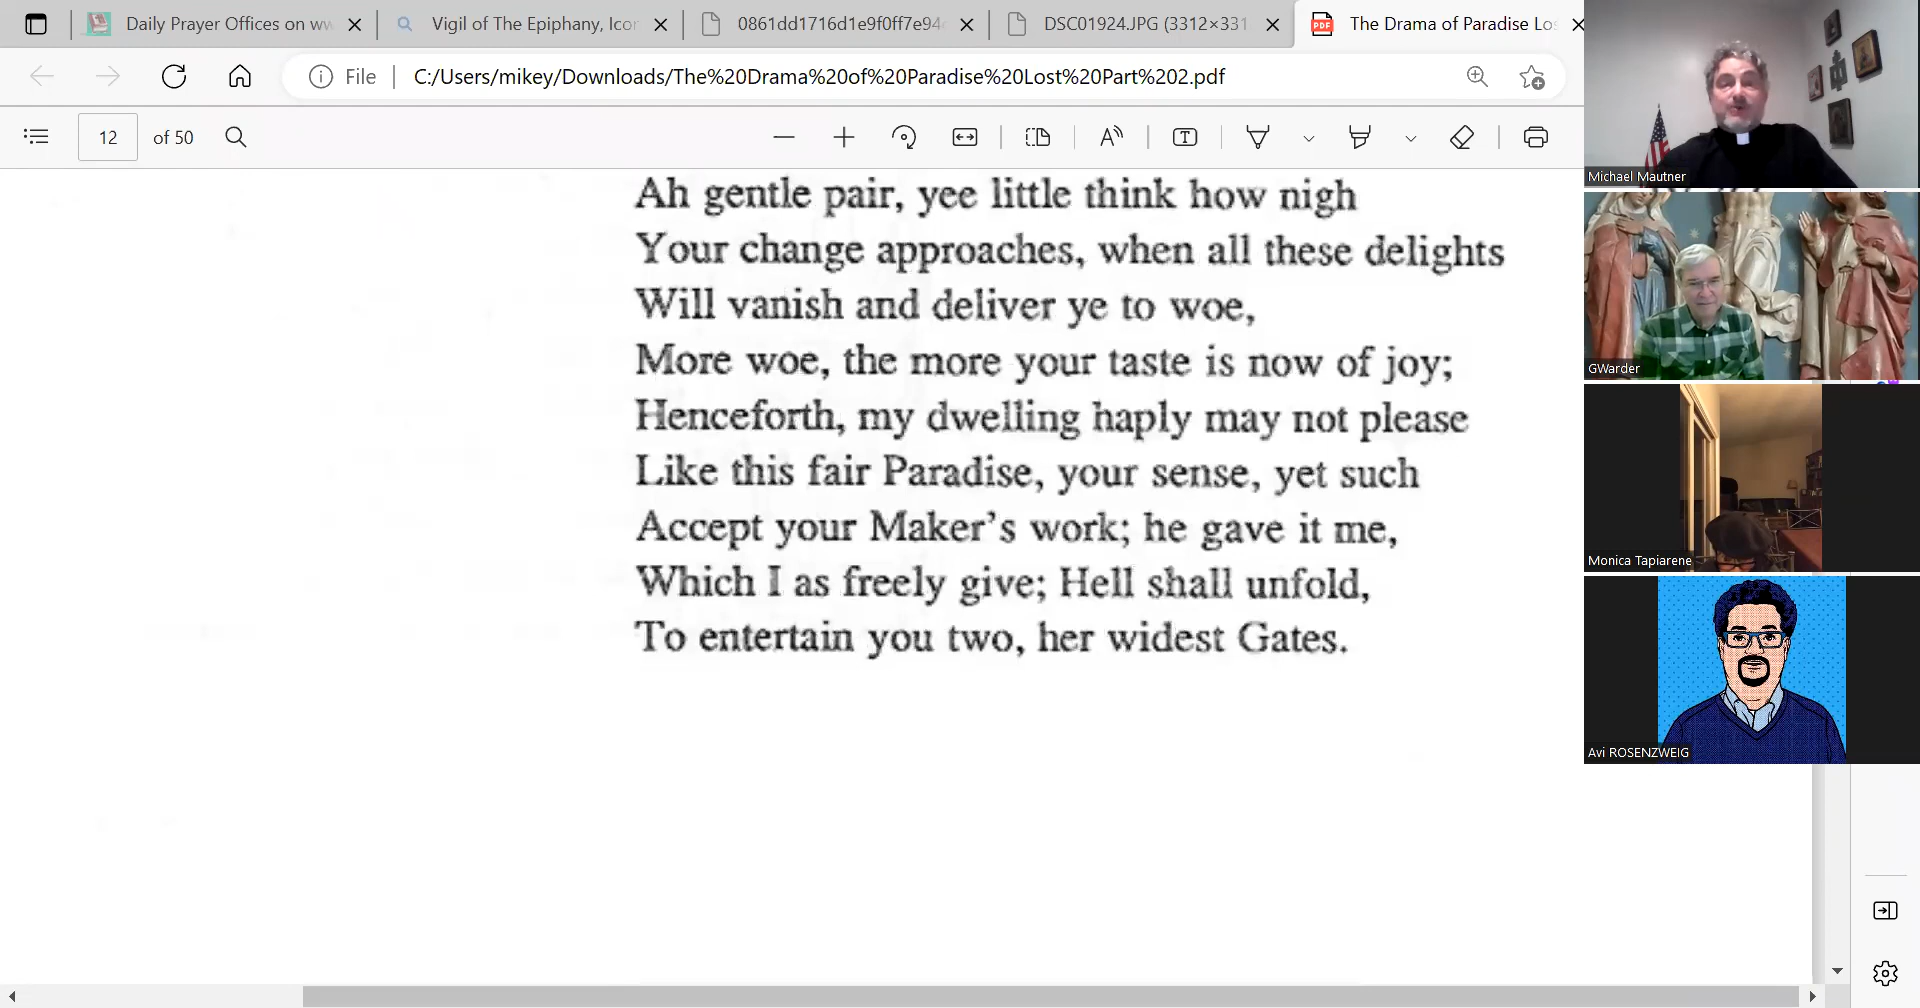 Daily Prayer Offices on ww
Vigil of The Epiphany, Icor
0861dd1716d1e9f0ff7e94
DSC01924.JPG (3312×331
PDF
The Drama of Paradise Los
File
C:/Users/mikey/Downloads/The%20Drama%20of%20Paradise%20Lost%20Part%202.pdf
12 of 50
Ah gentle pair, yee little think how nigh
Your change approaches, when all these delights
Will vanish and deliver ye to woe,
More woe, the more your taste is now of joy;
Henceforth, my dwelling haply may not please
Like this fair Paradise, your sense, yet such
Accept your Maker's work; he gave it me,
Which I as freely give; Hell shall unfold,
To entertain you two, her widest Gates.
Michael Mautner
GWarder
Monica Tapiarene
Avi ROSENZWEIG